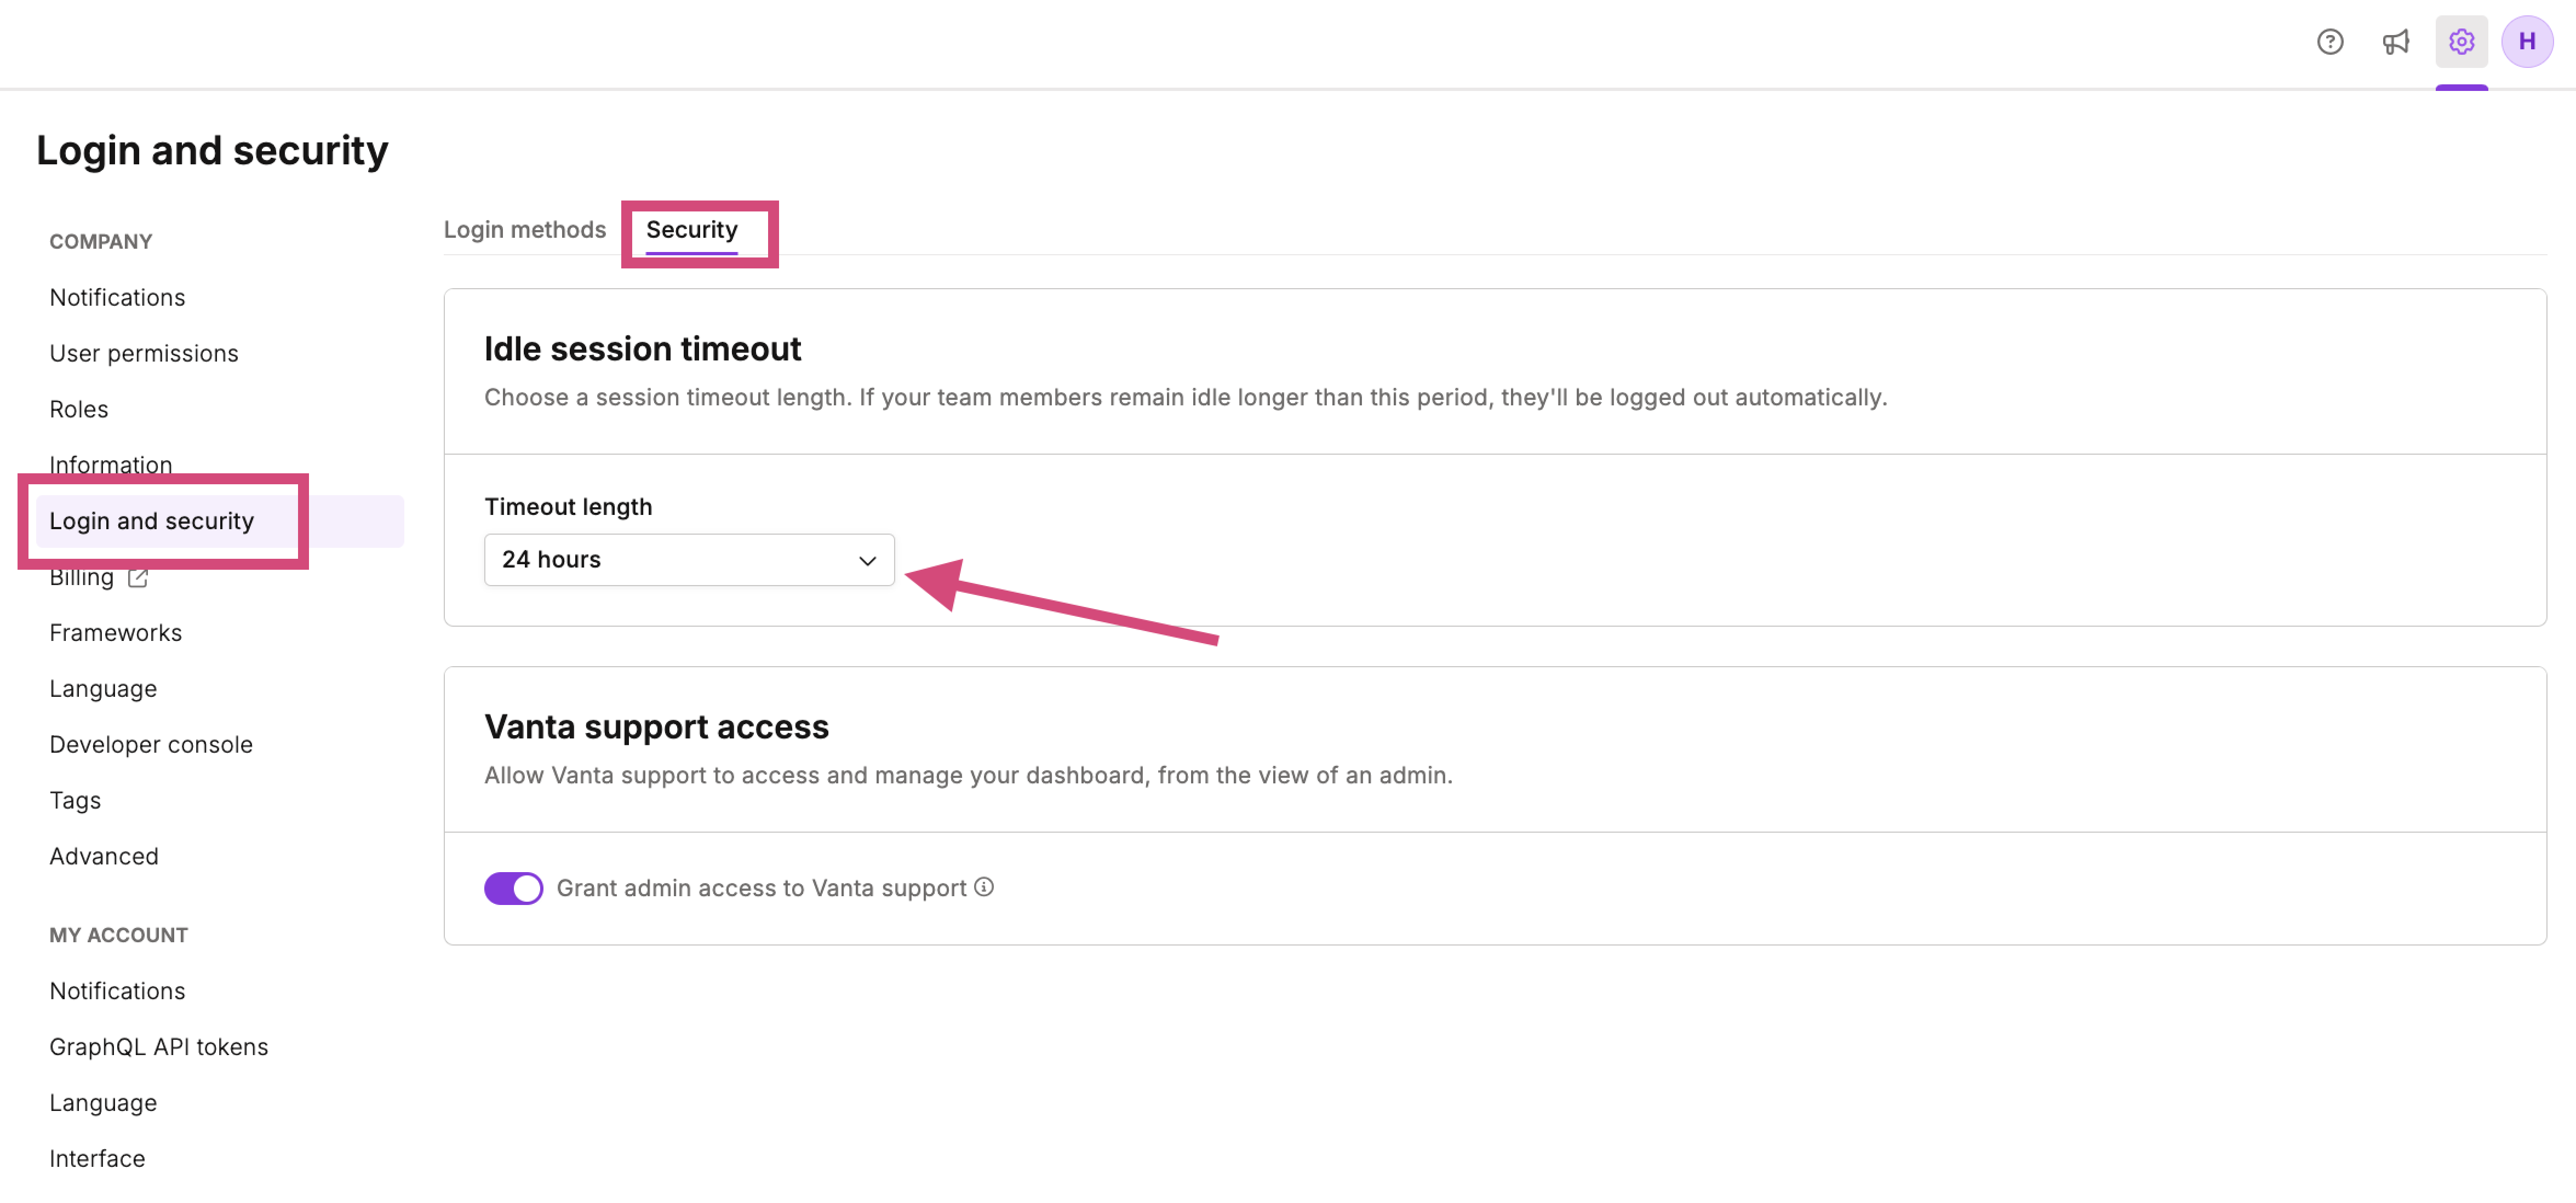 H
Login and security
COMPANY
Notifications
User permissions
Roles
Information
Login and security
Billing
Frameworks
Language
Developer console
Tags
Advanced
MY ACCOUNT
Notifications
GraphQL API tokens
Language
Interface
Login methods Security
Idle session timeout
Choose a session timeout length. If your team members remain idle longer than this period, they'll be logged out automatically.
Timeout length
24 hours
Vanta support access
Allow Vanta support to access and manage your dashboard, from the view of an admin.
Grant admin access to Vanta support